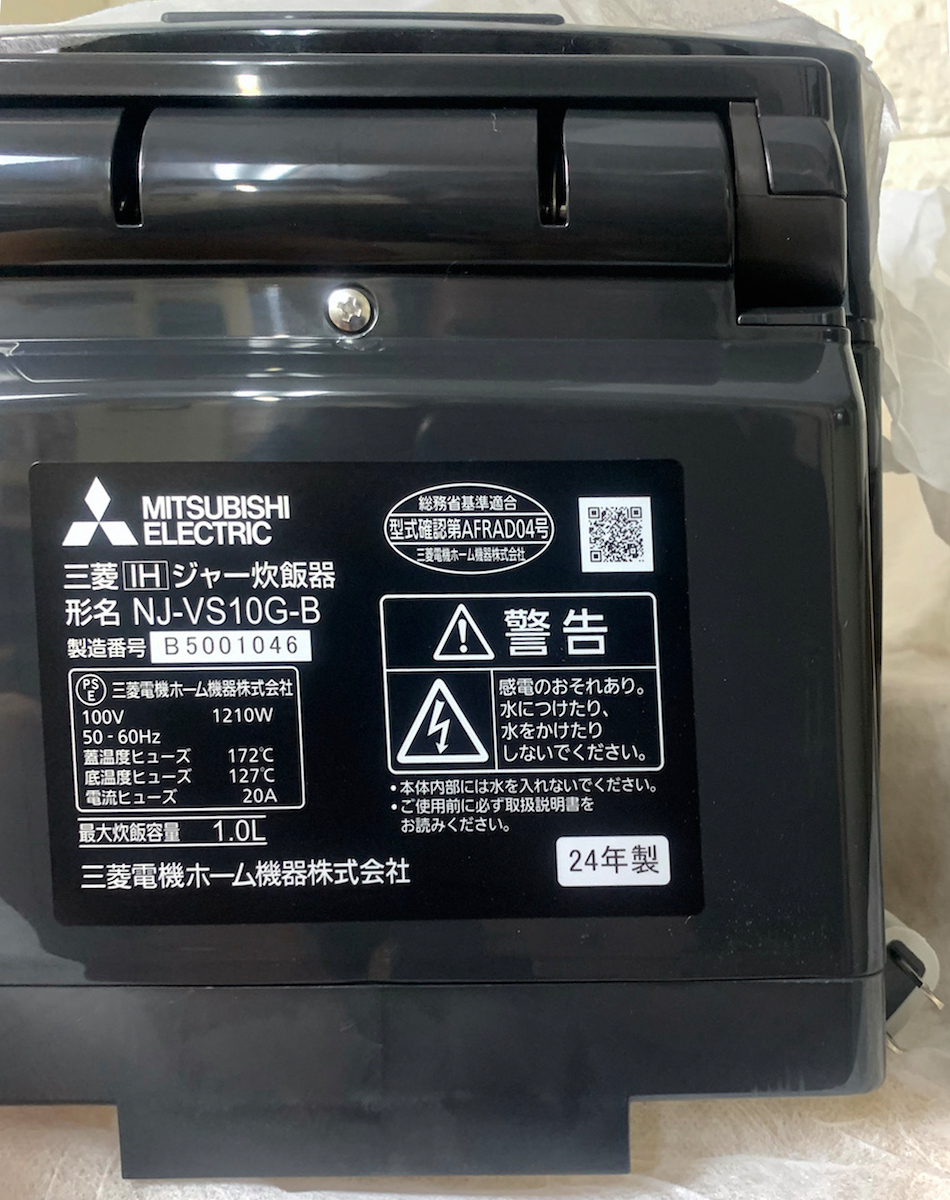 MITSUBISHI
ELECTRIC
三菱IHジャー炊飯器
形名 NJ-VS10G-B
製造番号 B5001046
PSE 三菱電機ホーム機器株式会社
100V 1210W
50-60Hz
蓋温度ヒューズ 172℃
底温度ヒューズ 127℃
電流ヒューズ 20A
最大炊飯容量 1.0L
三菱電機ホーム機器株式会社
総務省基準適合
型式確認第AFRAD04号
三菱電機ホーム機器株式会社
警告
感電のおそれあり。
水につけたり、
水をかけたり
しないでください。
•本体内部には水を入れないでください。
•ご使用前に必ず取扱説明書を
お読みください。
24年製